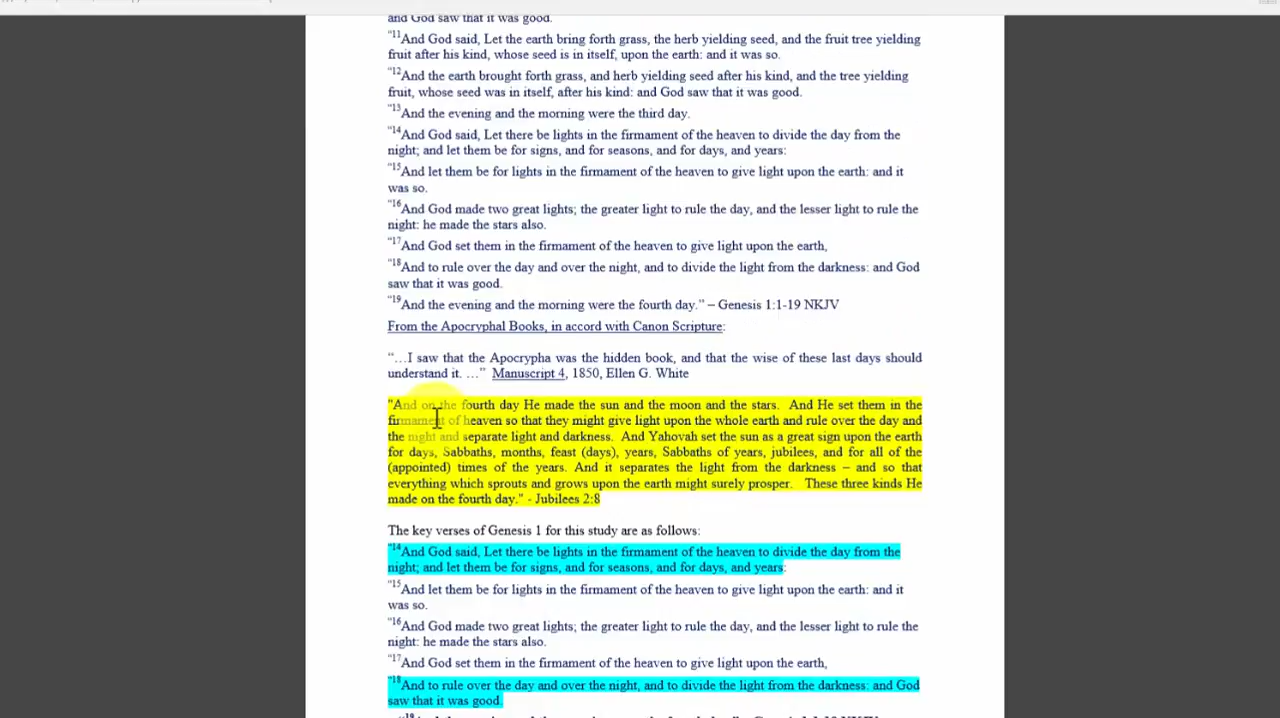 and God saw that it was good.
"11And God said, Let the earth bring forth grass, the herb yielding seed, and the fruit tree yielding
fruit after his kind, whose seed is in itself, upon the earth: and it was so.
"12And the earth brought forth grass, and herb yielding seed after his kind, and the tree yielding
fruit, whose seed was in itself, after his kind: and God saw that it was good.
"13And the evening and the morning were the third day.
"14And God said, Let there be lights in the firmament of the heaven to divide the day from the
night; and let them be for signs, and for seasons, and for days, and years:
"15And let them be for lights in the firmament of the heaven to give light upon the earth: and it
was so.
"16And God made two great lights; the greater light to rule the day, and the lesser light to rule the
night: he made the stars also.
"17And God set them in the firmament of the heaven to give light upon the earth,
"18And to rule over the day and over the night, and to divide the light from the darkness: and God
saw that it was good.
"19And the evening and the morning were the fourth day." – Genesis 1:1-19 NKJV
From the Apocryphal Books, in accord with Canon Scripture:
"…I saw that the Apocrypha was the hidden book, and that the wise of these last days should
understand it. …" Manuscript 4, 1850, Ellen G. White
"And on the fourth day He made the sun and the moon and the stars. And He set them in the
firmament of heaven so that they might give light upon the whole earth and rule over the day and
the night and separate light and darkness. And Yahovah set the sun as a great sign upon the earth
for days, Sabbaths, months, feast (days), years, Sabbaths of years, jubilees, and for all of the
(appointed) times of the years. And it separates the light from the darkness – and so that
everything which sprouts and grows upon the earth might surely prosper. These three kinds He
made on the fourth day." - Jubilees 2:8
The key verses of Genesis 1 for this study are as follows:
"14And God said, Let there be lights in the firmament of the heaven to divide the day from the
night; and let them be for signs, and for seasons, and for days, and years:
"15And let them be for lights in the firmament of the heaven to give light upon the earth: and it
was so.
"16And God made two great lights; the greater light to rule the day, and the lesser light to rule the
night: he made the stars also.
"17And God set them in the firmament of the heaven to give light upon the earth,
"18And to rule over the day and over the night, and to divide the light from the darkness: and God
saw that it was good.